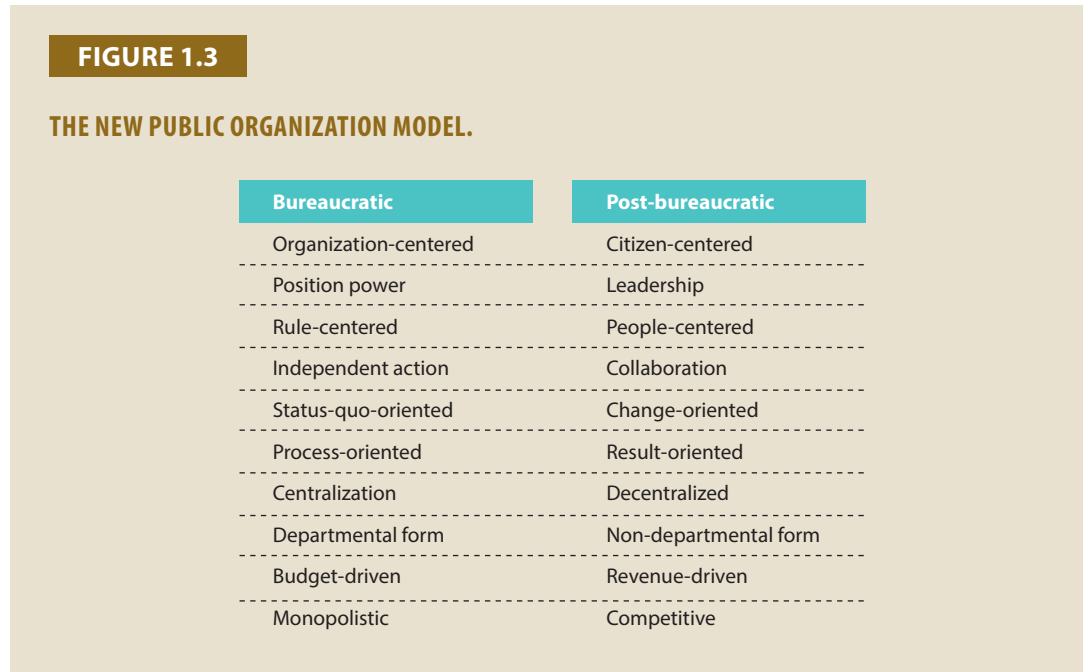 FIGURE 1.3
THE NEW PUBLIC ORGANIZATION MODEL.
Bureaucratic Post-bureaucratic
Organization-centered Citizen-centered
Position power Leadership
Rule-centered People-centered
Independent action Collaboration
Status-quo-oriented Change-oriented
Process-oriented Result-oriented
Centralization Decentralized
Departmental form Non-departmental form
Budget-driven Revenue-driven
Monopolistic Competitive